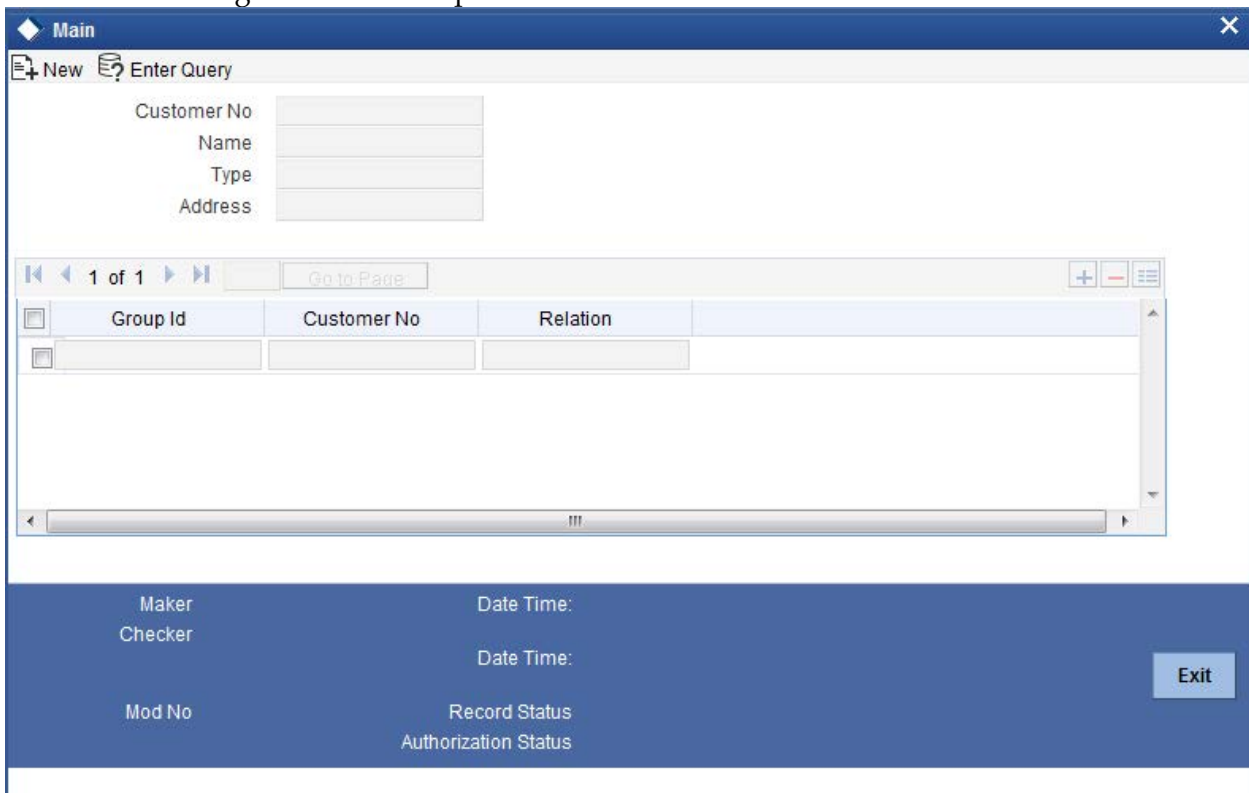 Main
New Enter Query
Customer No
Name
Type
Address
1 of 1 Go to Page
Group Id Customer No Relation
Maker Date Time:
Checker
Date Time:
Exit
Mod No Record Status
Authorization Status